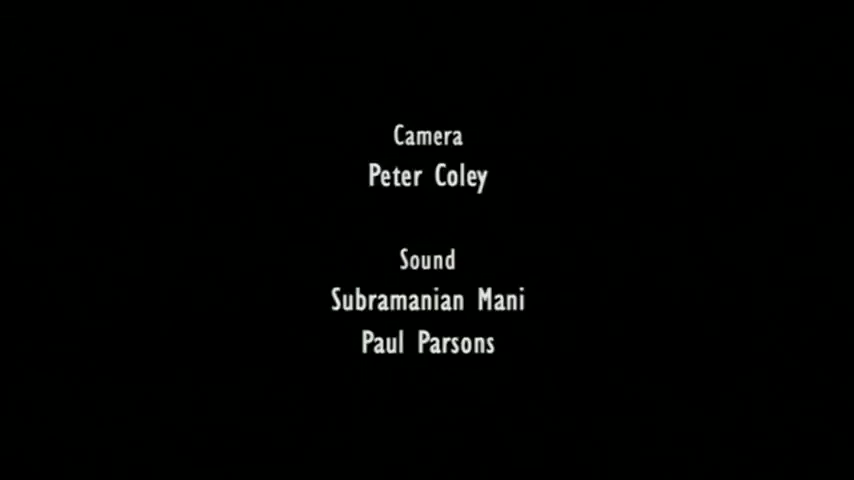 Camera
Peter Coley
Sound
Subramanian Mani
Paul Parsons